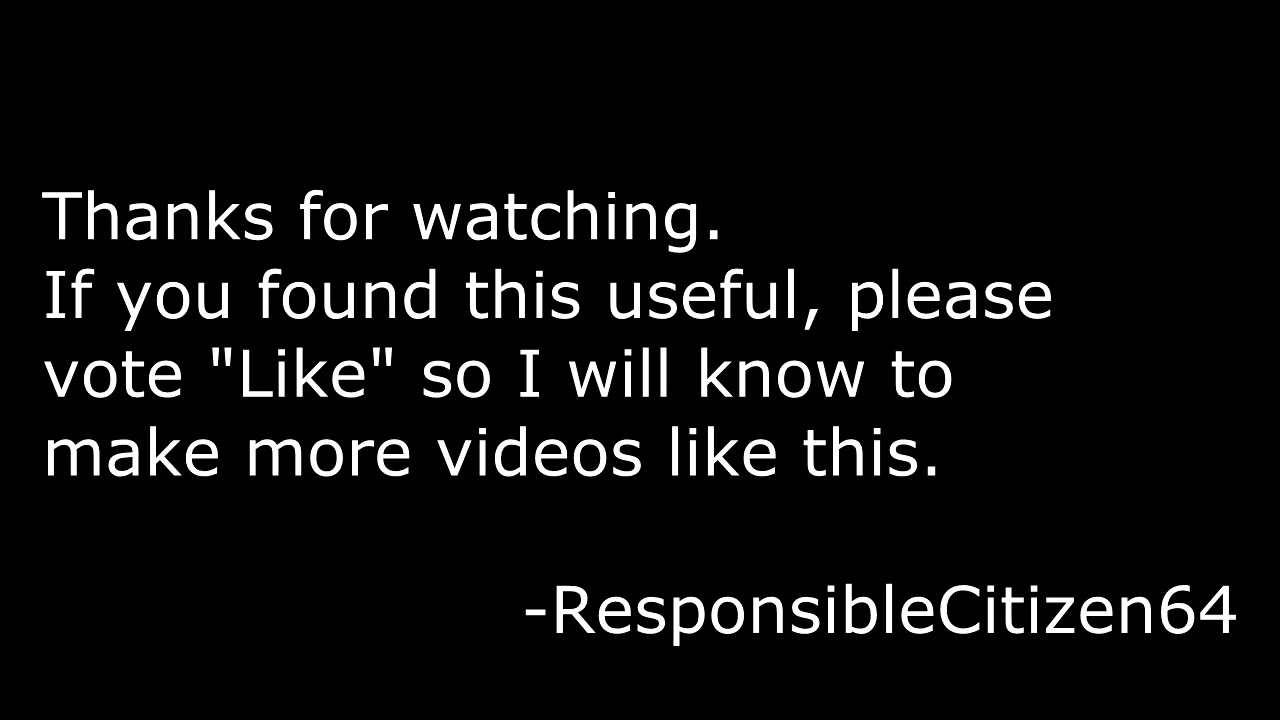 Thanks for watching.
If you found this useful, please
vote "Like" so I will know to
make more videos like this.
-ResponsibleCitizen64